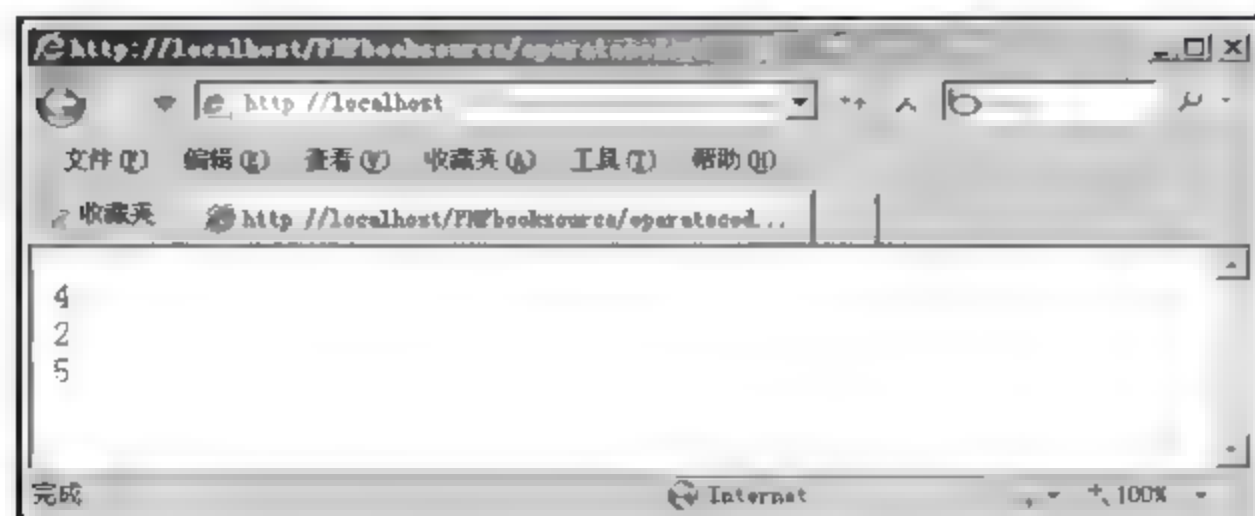 http://localhost/PHPbooksource/operatecod
http //localhost
文件(F) 编辑(E) 查看(V) 收藏夹(A) 工具(T) 帮助(H)
收藏夹 http //localhost/PHPbooksource/operatecod...
4
2
5
完成 Internet 100%